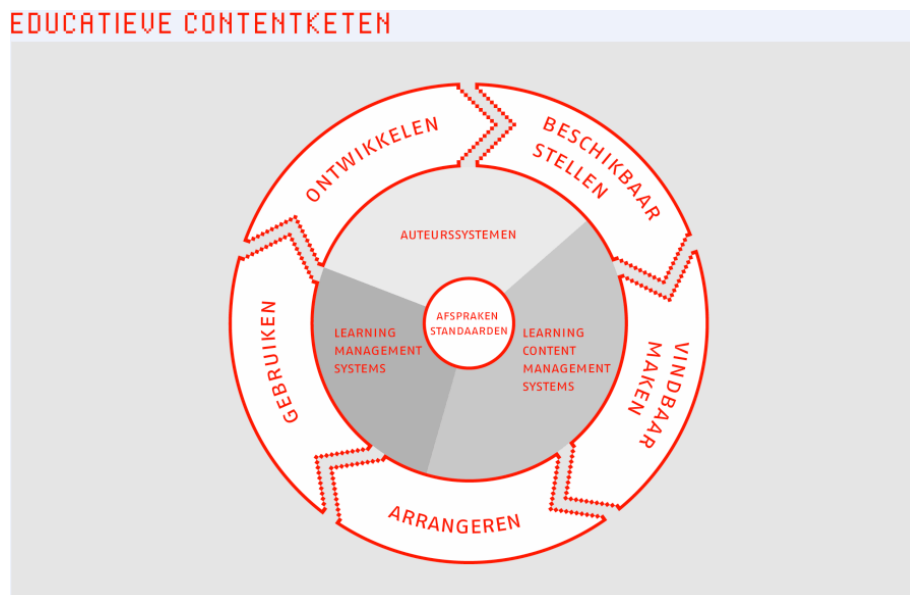 EDUCATIEVE CONTENTKETEN
ONTWIKKELEN
BESCHIKBAAR
STELLEN
VINDBAAR
MAKEN
ARRANGEREN
GEBRUIKEN
AUTEURSSYSTEMEN
AFSPRAKEN
STANDAARDEN
LEARNING
MANAGEMENT
SYSTEMS
LEARNING
CONTENT
MANAGEMENT
SYSTEMS